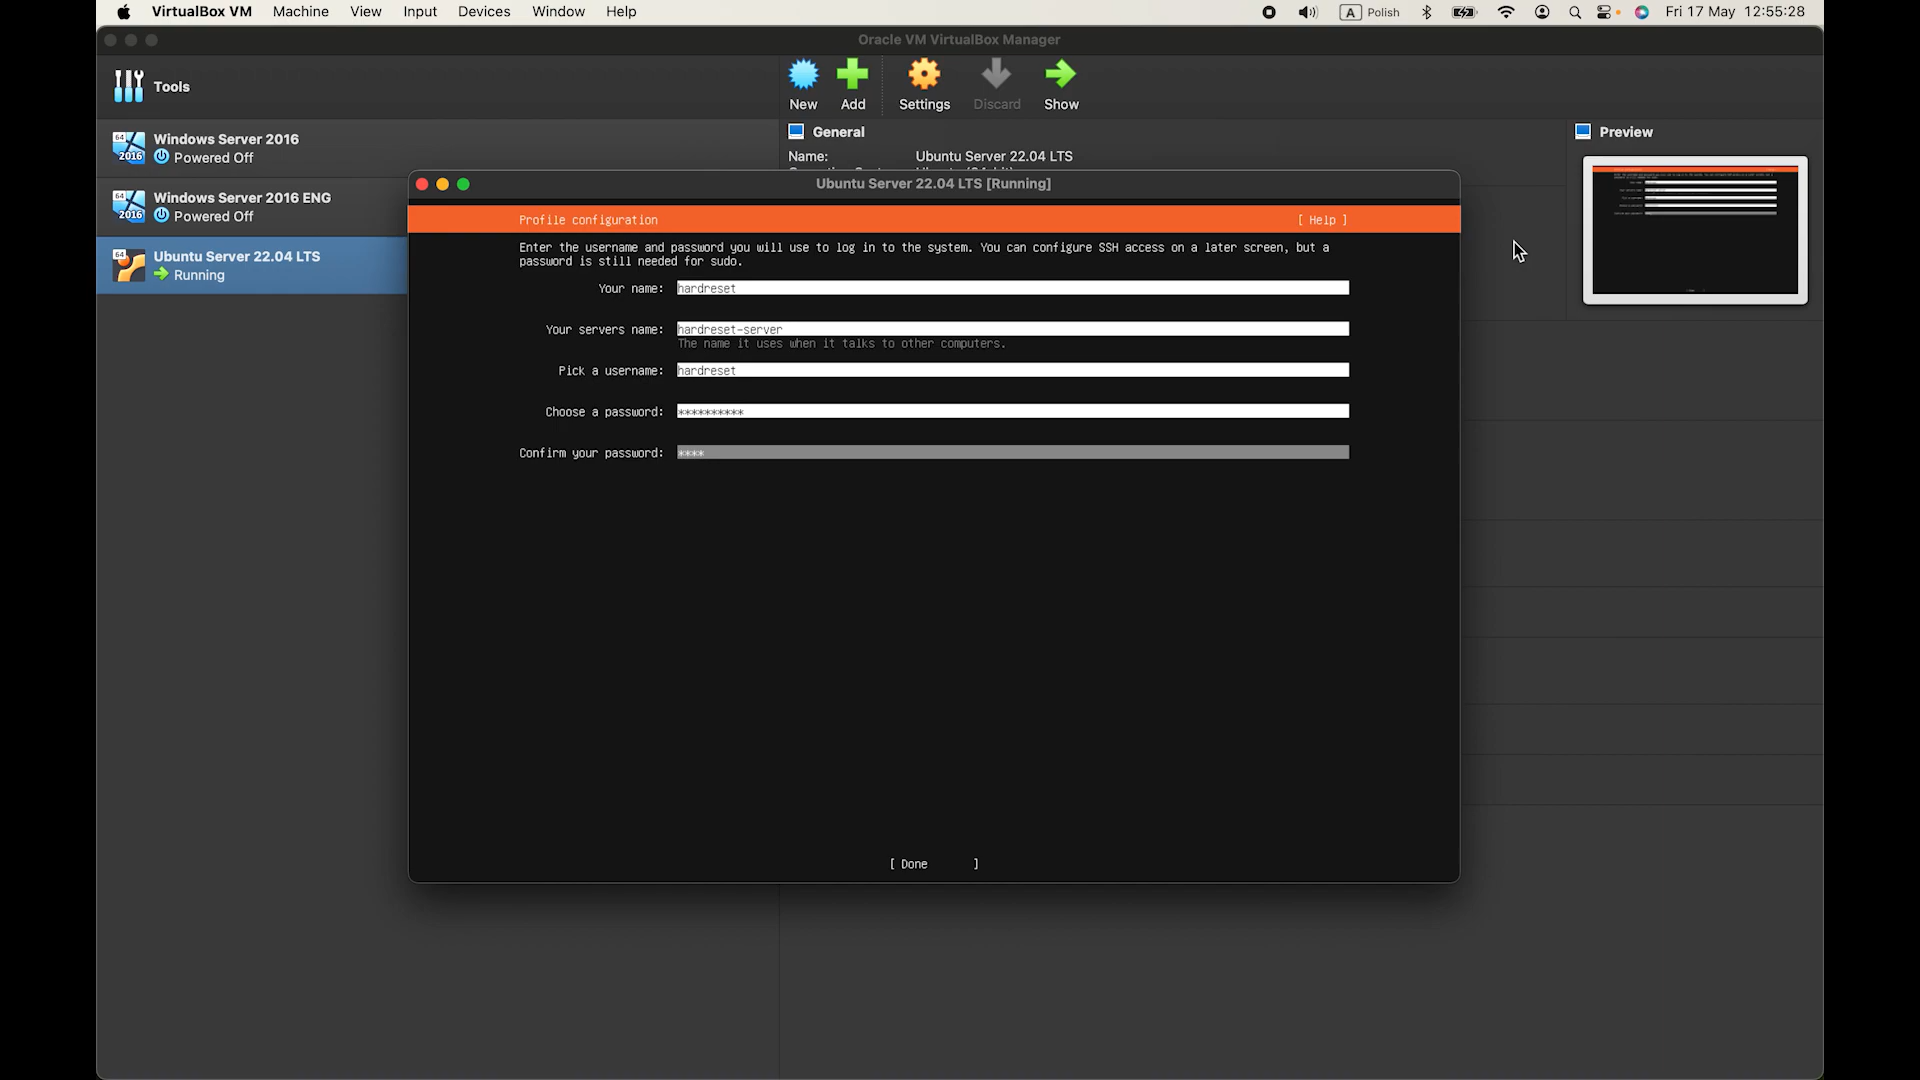 VirtualBox VM Machine View Input Devices Window Help A Polish Fri 17 May 12:55:28
Oracle VM VirtualBox Manager
Tools
New Add Settings Discard Show
64 2016 Windows Server 2016
Powered Off
64 2016 Windows Server 2016 ENG
Powered Off
64 Ubuntu Server 22.04 LTS
Running
General
Name: Ubuntu Server 22.04 LTS
Preview
Ubuntu Server 22.04 LTS [Running]
Profile configuration [ Help ]
Enter the username and password you will use to log in to the system. You can configure SSH access on a later screen, but a
password is still needed for sudo.
Your name: hardreset
Your servers name: hardreset-server
The name it uses when it talks to other computers.
Pick a username: hardreset
Choose a password: **********
Confirm your password: ****
[ Done ]